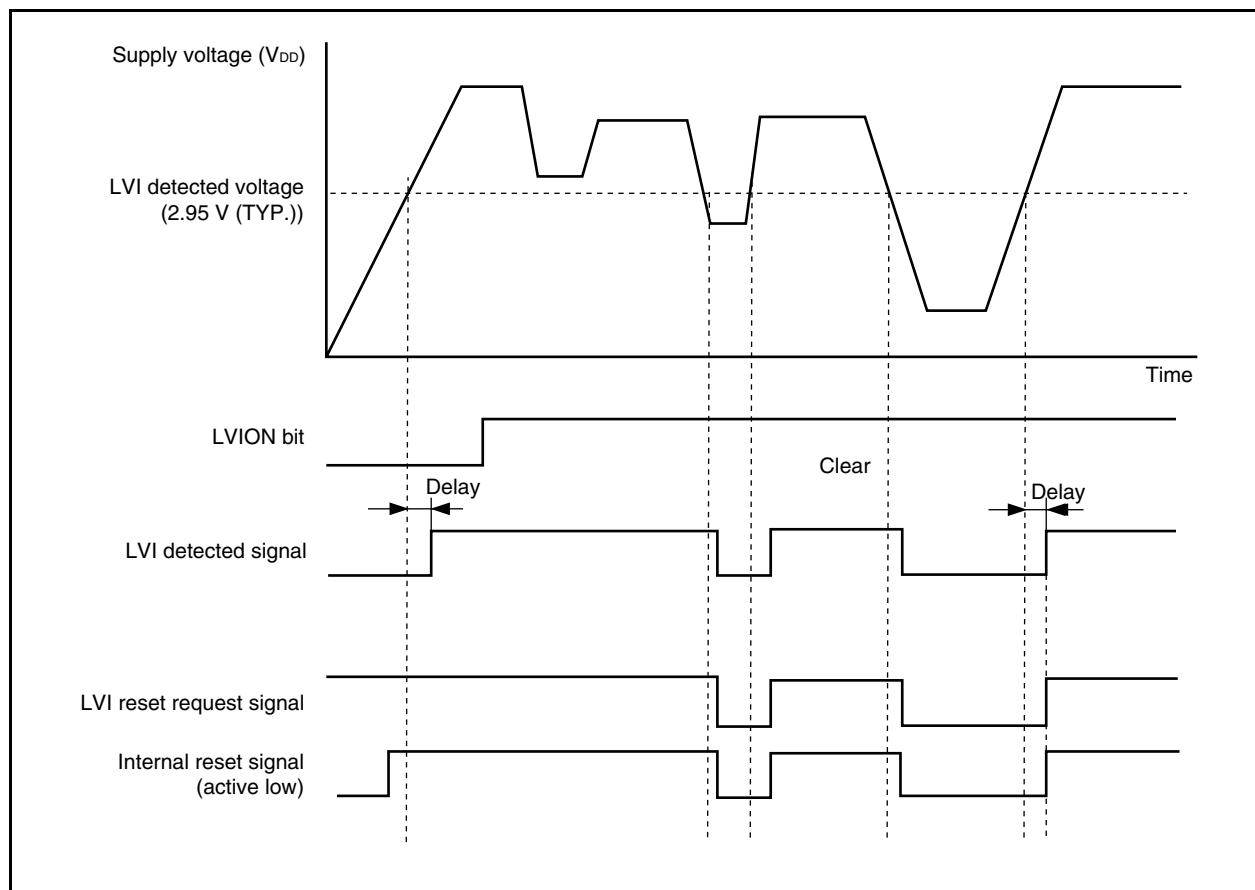 Supply voltage (VDD)
LVI detected voltage
(2.95 V (TYP.))
Time
LVION bit
Clear
Delay
Delay
LVI detected signal
LVI reset request signal
Internal reset signal
(active low)